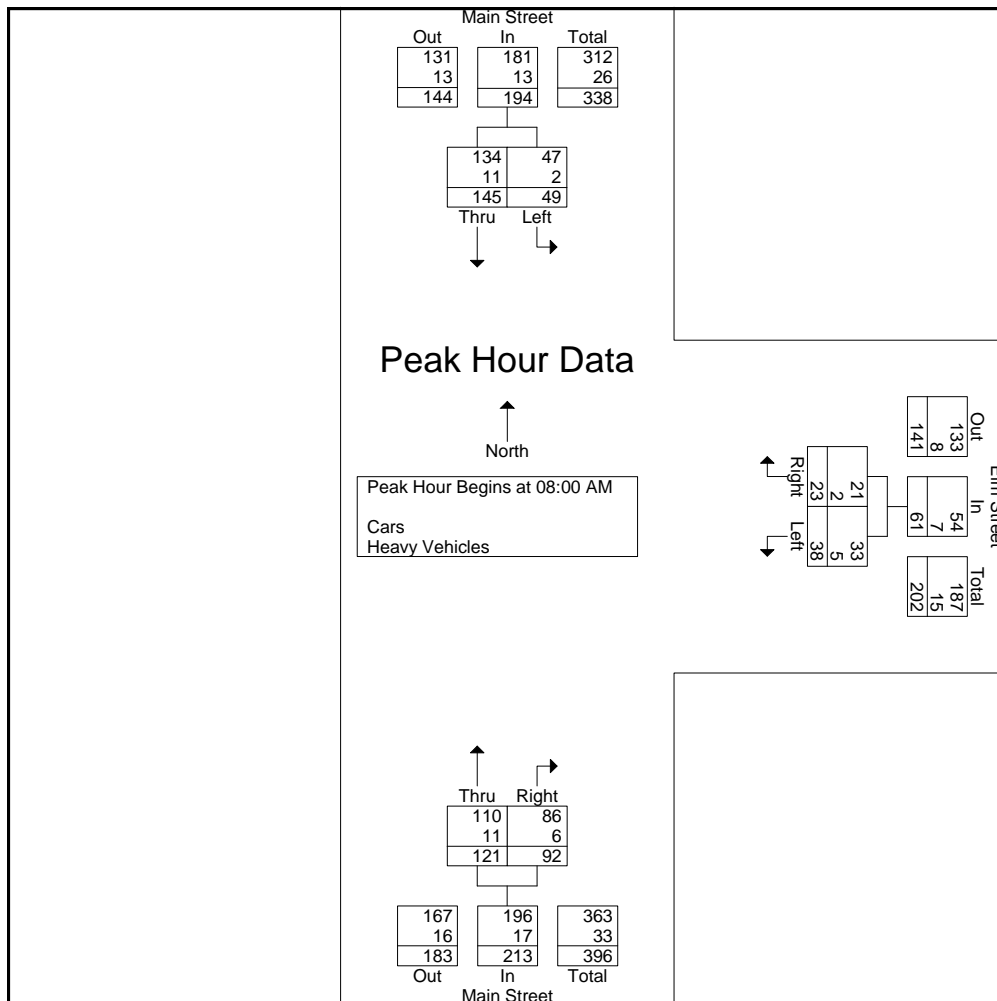 Main Street
Out In Total
131 181 312
13 13 26
144 194 338
134 47
11 2
145 49
Thru Left
Peak Hour Data
North
Peak Hour Begins at 08:00 AM
Cars
Heavy Vehicles
Elm Street
Out In Total
133 54 187
8 7 15
141 61 202
21 33
2 5
23 38
Right Left
Thru Right
110 86
11 6
121 92
167 196 363
16 17 33
183 213 396
Out In Total
Main Street